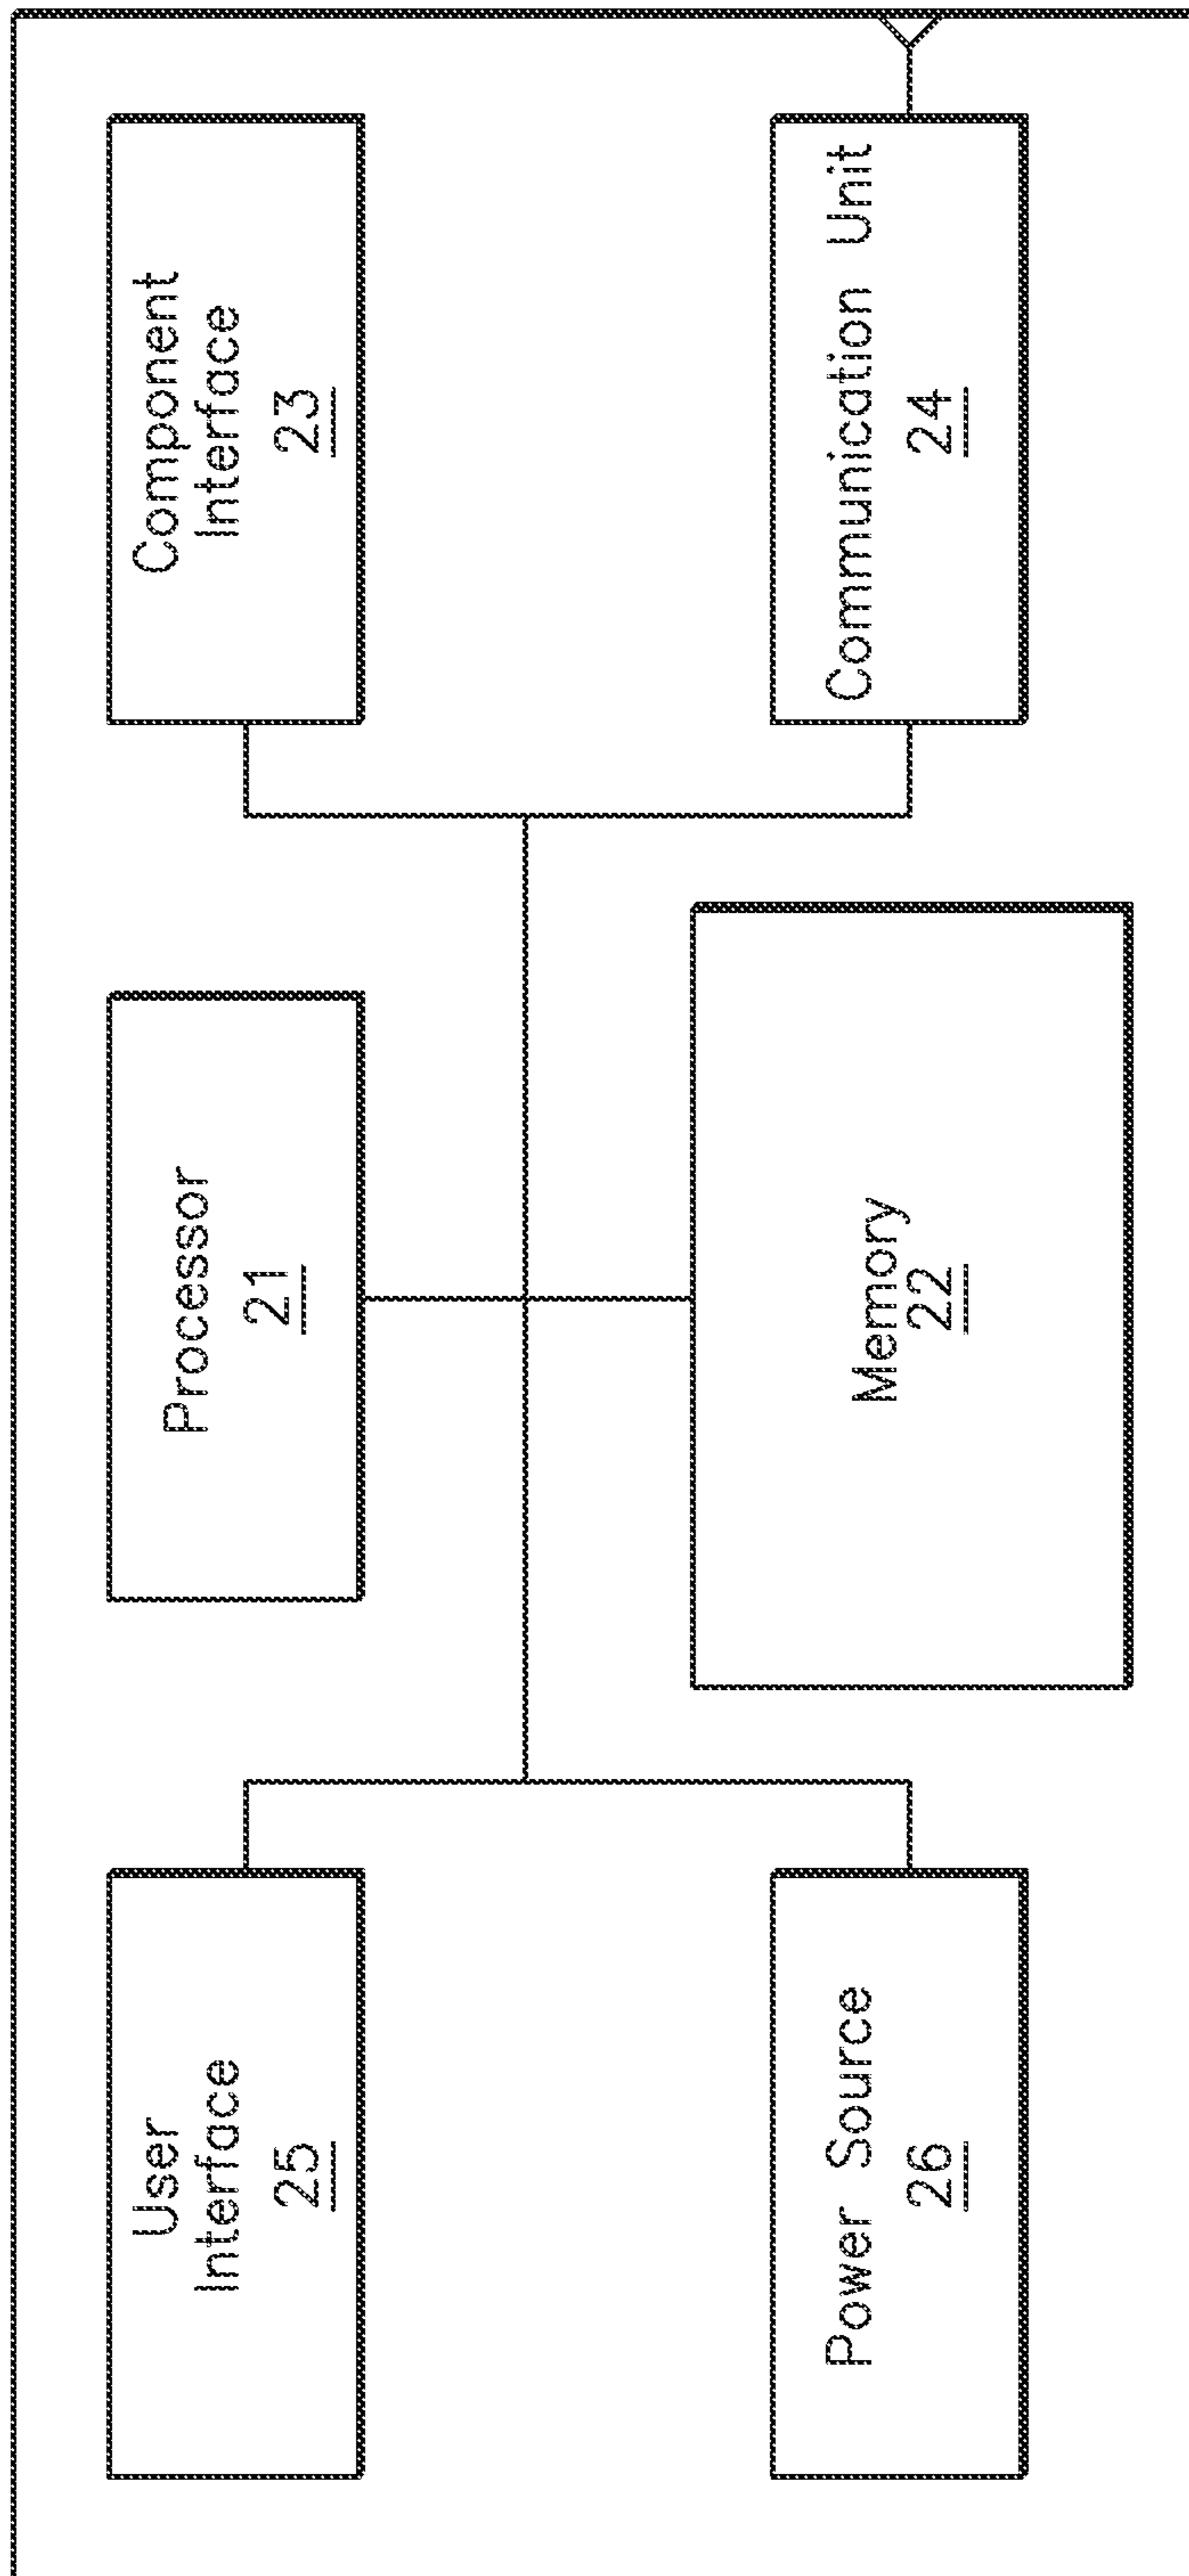 User
Interface
25
Processor
21
Component
Interface
23
Power Source
26
Memory
22
Communication Unit
24